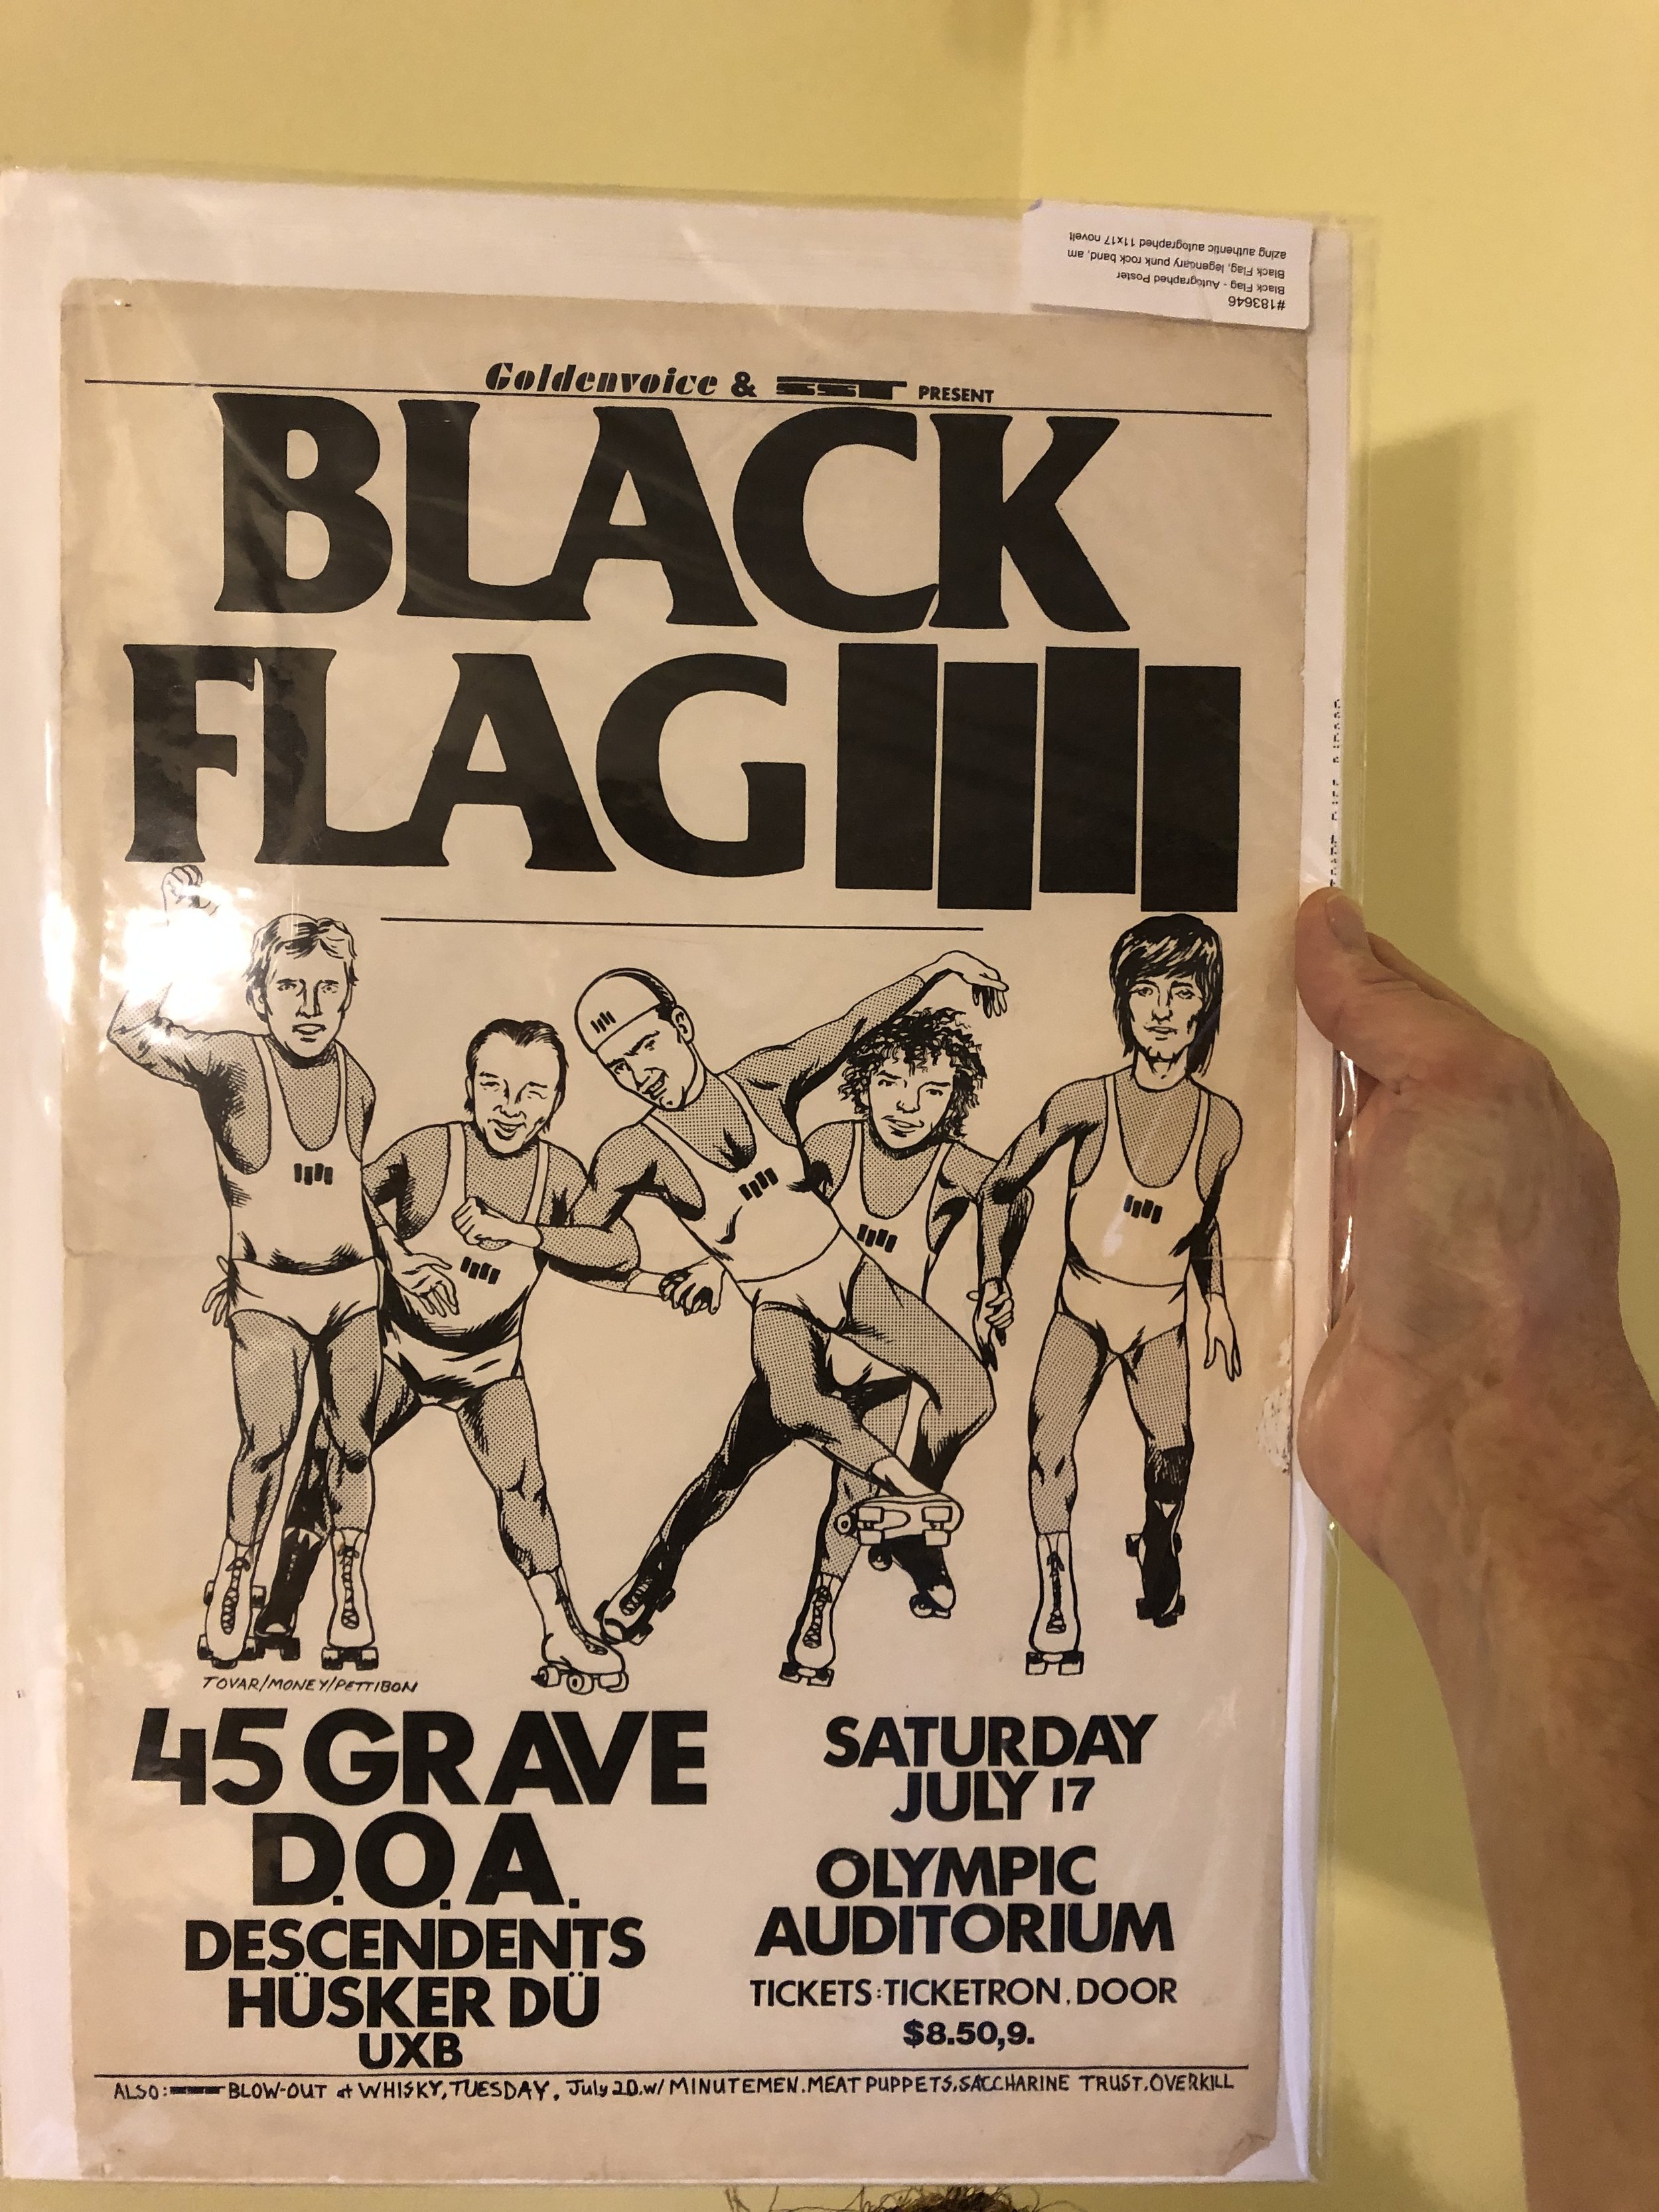 #183646
Black Flag - Autographed Poster
Black Flag, legendary punk rock band, am
azing authentic autographed 11x17 novelt
Goldenvoice & SST PRESENT
BLACK
FLAG
TOVAR/MONEY/PETTIBON
45 GRAVE
D.O.A.
DESCENDENTS
HÜSKER DÜ
UXB
SATURDAY
JULY 17
OLYMPIC
AUDITORIUM
TICKETS: TICKETRON, DOOR
$8.50,9.
ALSO: SST BLOW-OUT at WHISKY, TUESDAY, July 20.w/ MINUTEMEN.MEAT PUPPETS.SACCHARINE TRUST.OVERKILL